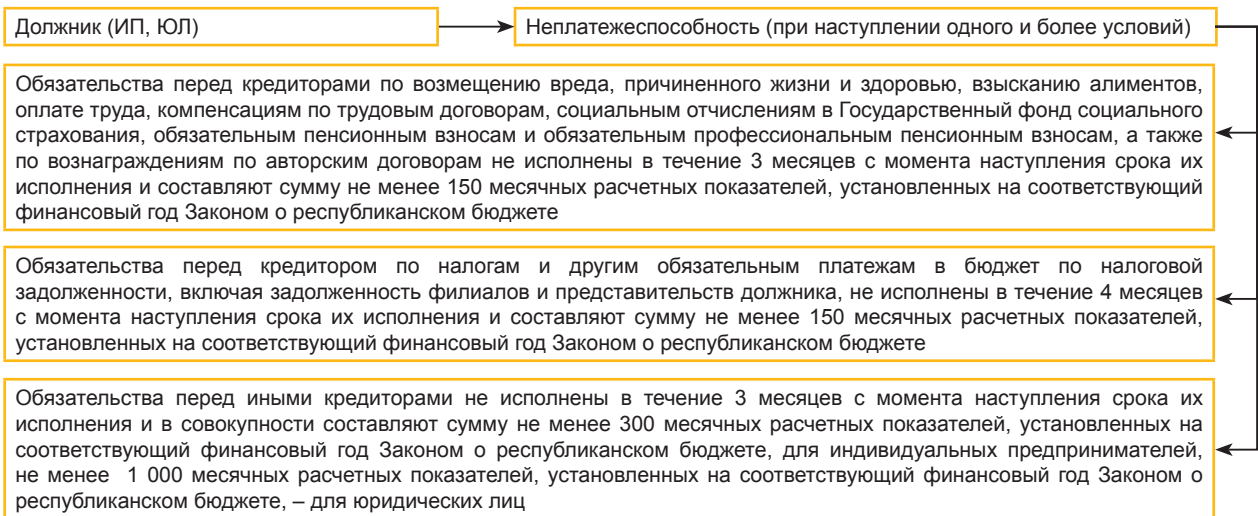 Должник (ИП, ЮЛ)
Неплатежеспособность (при наступлении одного и более условий)
Обязательства перед кредиторами по возмещению вреда, причиненного жизни и здоровью, взысканию алиментов,
оплате труда, компенсациям по трудовым договорам, социальным отчислениям в Государственный фонд социального
страхования, обязательным пенсионным взносам и обязательным профессиональным пенсионным взносам, а также
по вознаграждениям по авторским договорам не исполнены в течение 3 месяцев с момента наступления срока их
исполнения и составляют сумму не менее 150 месячных расчетных показателей, установленных на соответствующий
финансовый год Законом о республиканском бюджете
Обязательства перед кредитором по налогам и другим обязательным платежам в бюджет по налоговой
задолженности, включая задолженность филиалов и представительств должника, не исполнены в течение 4 месяцев
с момента наступления срока их исполнения и составляют сумму не менее 150 месячных расчетных показателей,
установленных на соответствующий финансовый год Законом о республиканском бюджете
Обязательства перед иными кредиторами не исполнены в течение 3 месяцев с момента наступления срока их
исполнения и в совокупности составляют сумму не менее 300 месячных расчетных показателей, установленных на
соответствующий финансовый год Законом о республиканском бюджете, для индивидуальных предпринимателей,
не менее 1 000 месячных расчетных показателей, установленных на соответствующий финансовый год Законом о
республиканском бюджете, – для юридических лиц